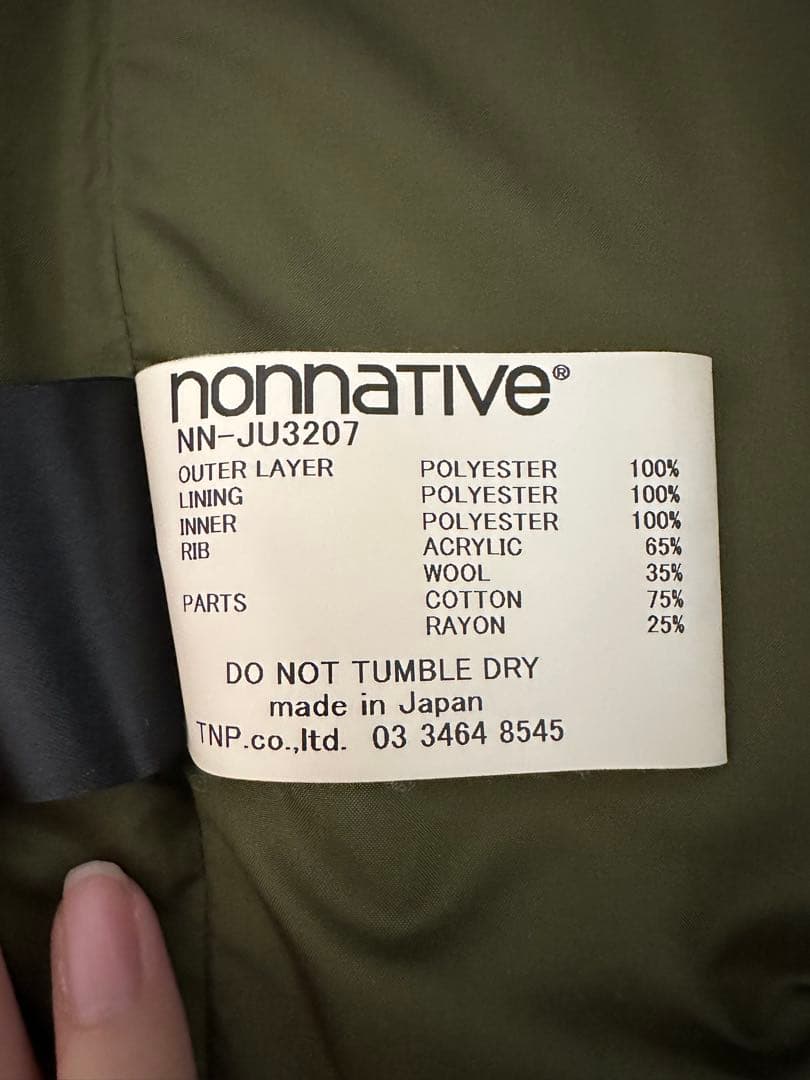 nonnative®
NN-JU3207
OUTER LAYER POLYESTER 100%
LINING POLYESTER 100%
INNER POLYESTER 100%
RIB ACRYLIC 65%
WOOL 35%
PARTS COTTON 75%
RAYON 25%
DO NOT TUMBLE DRY
made in Japan
TNP.co.,ltd. 03 3464 8545